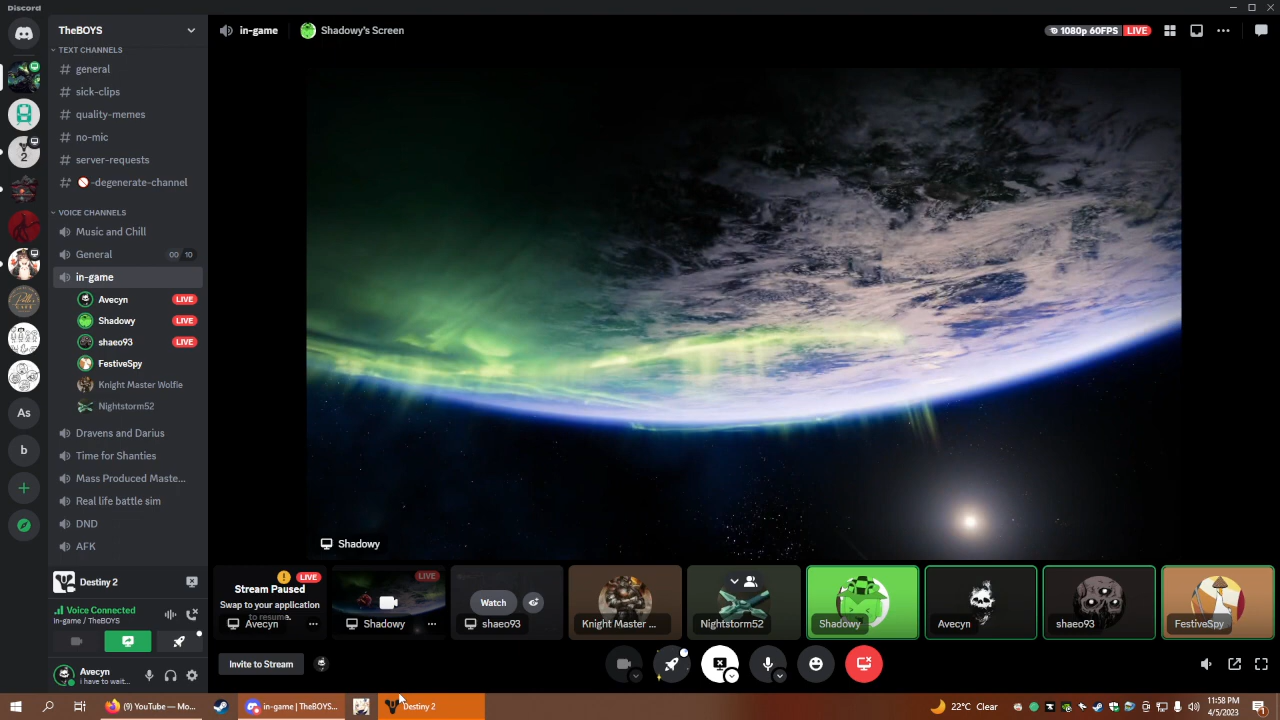 Discord
TheBOYS
in-game
Shadowy's Screen
1080p 60FPS
LIVE
TEXT CHANNELS
general
sick-clips
quality-memes
no-mic
server-requests
🚫-degenerate-channel
VOICE CHANNELS
Music and Chill
General
00 10
in-game
Avecyn
LIVE
Shadowy
LIVE
shaeo93
LIVE
FestiveSpy
Knight Master Wolfie
Nightstorm52
Dravens and Darius
Time for Shanties
Mass Produced Maste...
Real life battle sim
DND
AFK
2
As
b
Shadowy
Destiny 2
Voice Connected
in-game / TheBOYS
Avecyn
i have to wait...
LIVE
Stream Paused
Swap to your application
to resume.
Avecyn
LIVE
Shadowy
Watch
shaeo93
Knight Master ...
Nightstorm52
Shadowy
Avecyn
shaeo93
FestiveSpy
Invite to Stream
(9) YouTube — Mo...
in-game | TheBOYS...
Destiny 2
22°C Clear
11:58 PM
4/5/2023
1